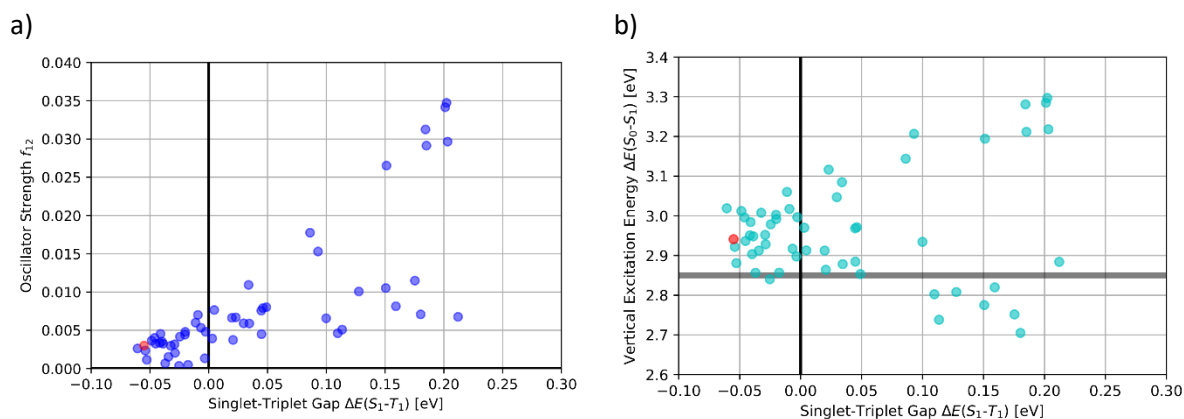 a)
0.040
0.035
0.030
0.025
0.020
0.015
0.010
0.005
0.000
Oscillator Strength f₁₂
−0.10 −0.05 0.00 0.05 0.10 0.15 0.20 0.25 0.30
Singlet-Triplet Gap ΔE(S₁-T₁) [eV]
b)
3.4
3.3
3.2
3.1
3.0
2.9
2.8
2.7
2.6
Vertical Excitation Energy ΔE(S₀-S₁) [eV]
−0.10 −0.05 0.00 0.05 0.10 0.15 0.20 0.25 0.30
Singlet-Triplet Gap ΔE(S₁-T₁) [eV]